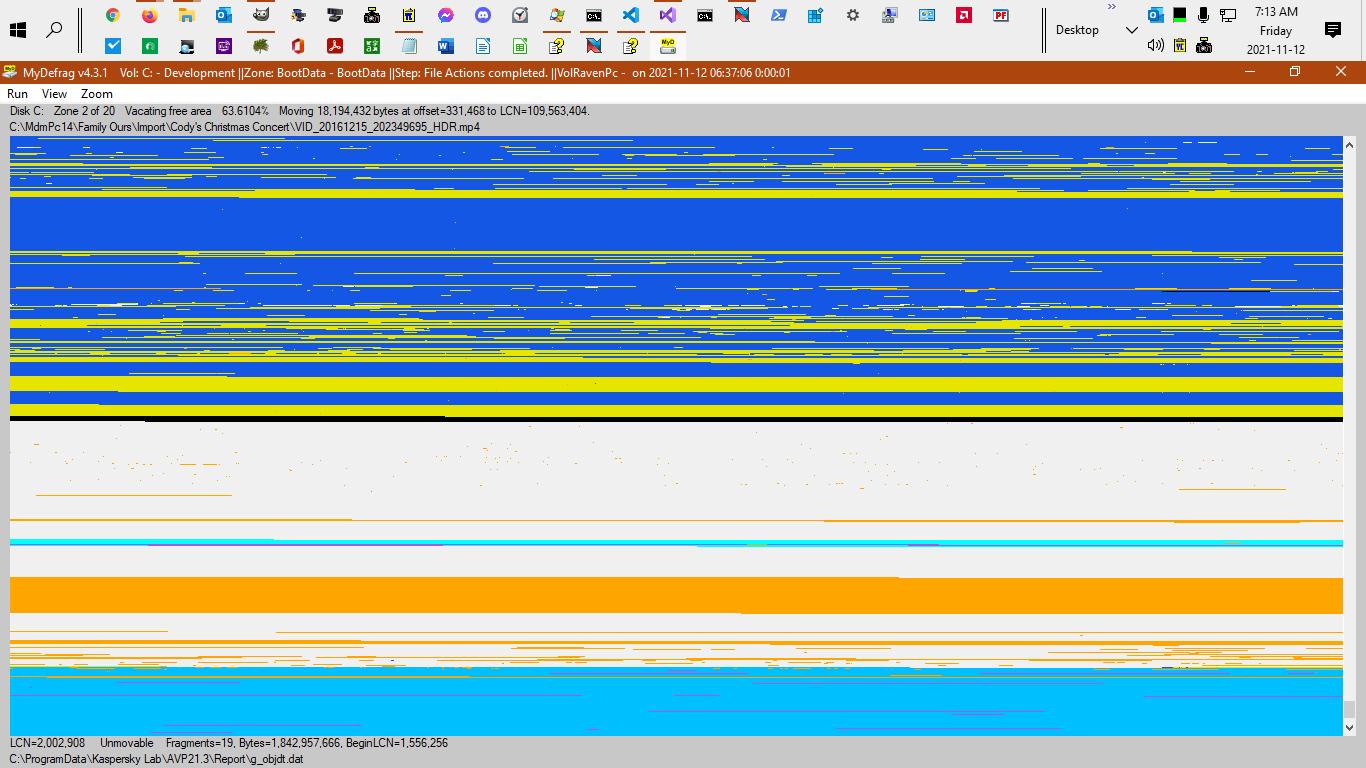 7:13 AM
Desktop
Friday
2021-11-12
MyDefrag v4.3.1 Vol: C: - Development ||Zone: BootData - BootData ||Step: File Actions completed. ||VolRavenPc - on 2021-11-12 06:37:06 0:00:01
Run View Zoom
Disk C: Zone 2 of 20 Vacating free area 63.6104% Moving 18,194,432 bytes at offset=331,468 to LCN=109,563,404.
C:\MdmPc14\Family Ours\Import\Cody's Christmas Concert\VID_20161215_202349695_HDR.mp4
LCN=2,002,908 Unmovable Fragments=19, Bytes=1,842,957,666, BeginLCN=1,556,256
C:\ProgramData\Kaspersky Lab\AVP21.3\Report\g_objdt.dat